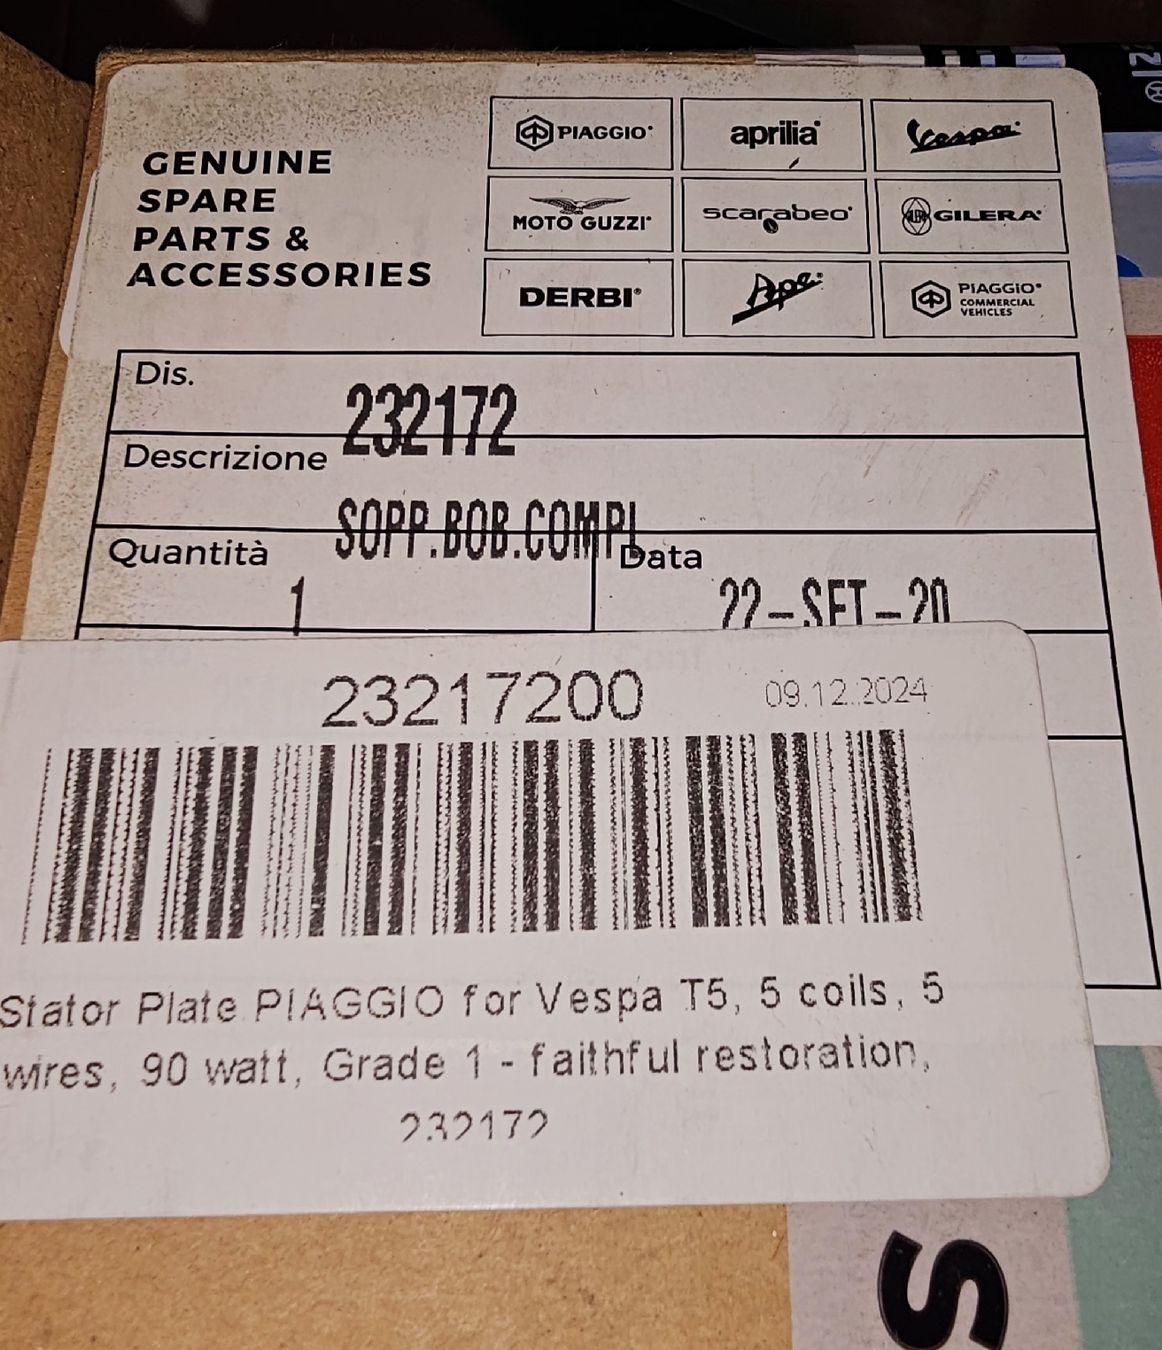 GENUINE
SPARE
PARTS &
ACCESSORIES
PIAGGIO®
aprilia®
Vespa®
MOTO GUZZI®
scarabeo®
GILERA®
DERBI®
Ape®
PIAGGIO®
COMMERCIAL
VEHICLES
Dis.
232172
Descrizione
SOPP.BOB.COMPL
Quantità
1
Data
22-SET-20
23217200
09.12.2024
Stator Plate PIAGGIO for Vespa T5, 5 coils, 5
wires, 90 watt, Grade 1 - faithful restoration,
232172
S